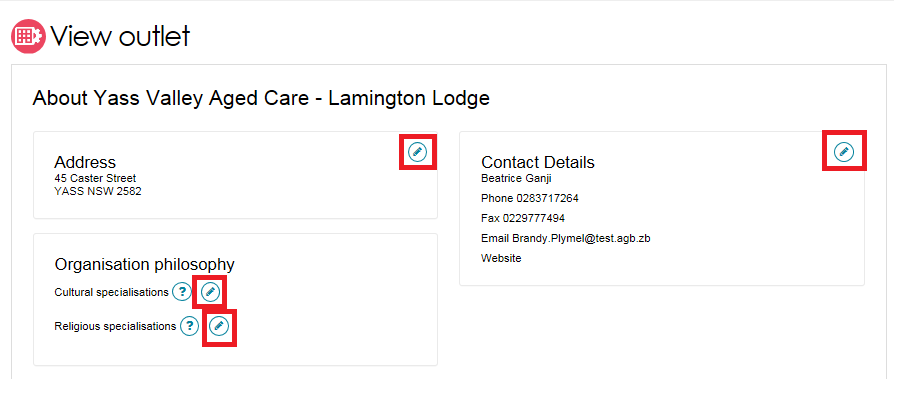 View outlet
About Yass Valley Aged Care - Lamington Lodge
Address
45 Caster Street
YASS NSW 2582
Organisation philosophy
Cultural specialisations ?
Religious specialisations ?
Contact Details
Beatrice Ganji
Phone 0283717264
Fax 0229777494
Email Brandy.Plymel@test.agb.zb
Website